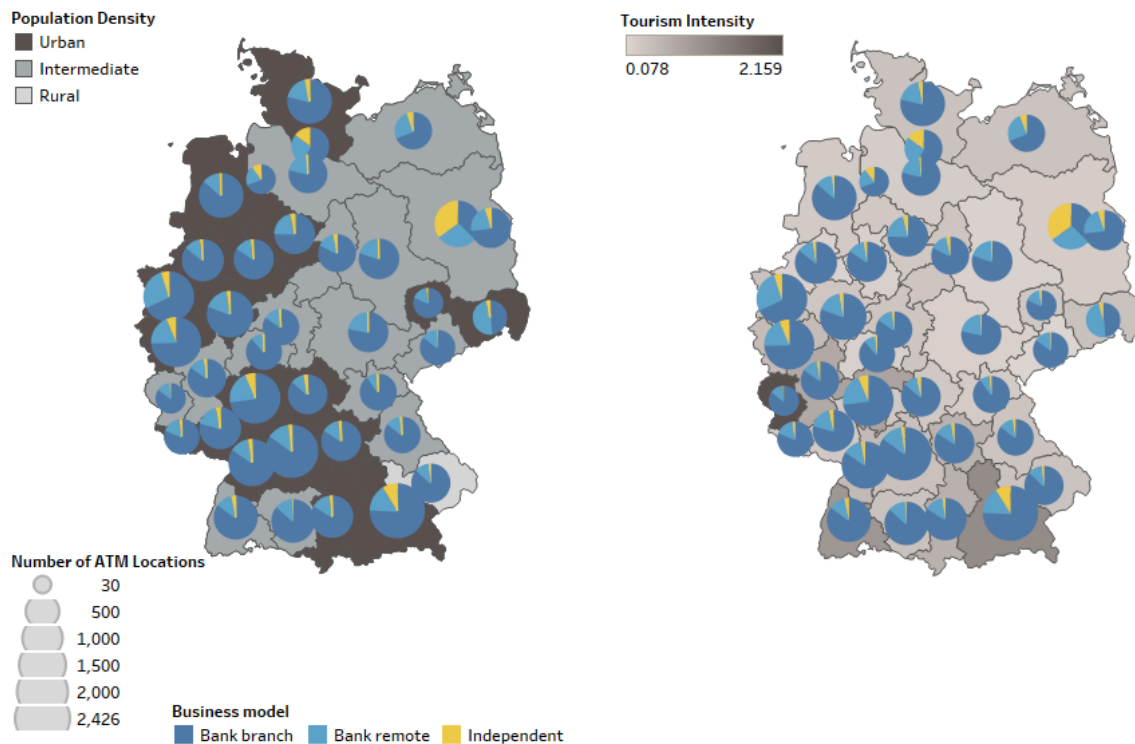 Population Density
Urban
Intermediate
Rural
Tourism Intensity
0.078 2.159
Number of ATM Locations
30
500
1,000
1,500
2,000
2,426
Business model
Bank branch Bank remote Independent